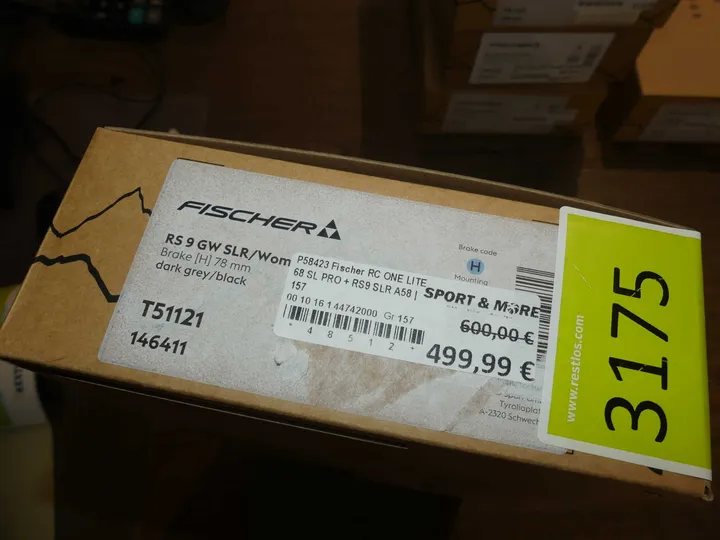 FISCHER
FISCHER
RS 9 GW SLR/Wom
Brake [H] 78 mm
dark grey/black
T51121
146411
Brake code
H
Mounting
P58423 Fischer RC ONE LITE
68 SL PRO + RS9 SLR A58 |
157
00 10 16 1 44742000 Gr:157
* 4 8 5 1 2 *
SPORT & MORE
600,00 €
499,99 €
Tyroliaplat
A-2320 Schwech
www.restlos.com
3175